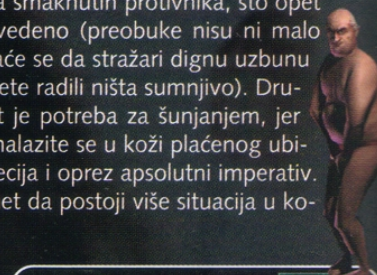 a smaknutih protivnika, što opet
vedeno (preobuke nisu ni malo
aće se da stražari dignu uzbunu
ete radili ništa sumnjivo). Dru-
t je potreba za šunjanjem, jer
nalazite se u koži plaćenog ubi-
ecija i oprez apsolutni imperativ.
et da postoji više situacija u ko-